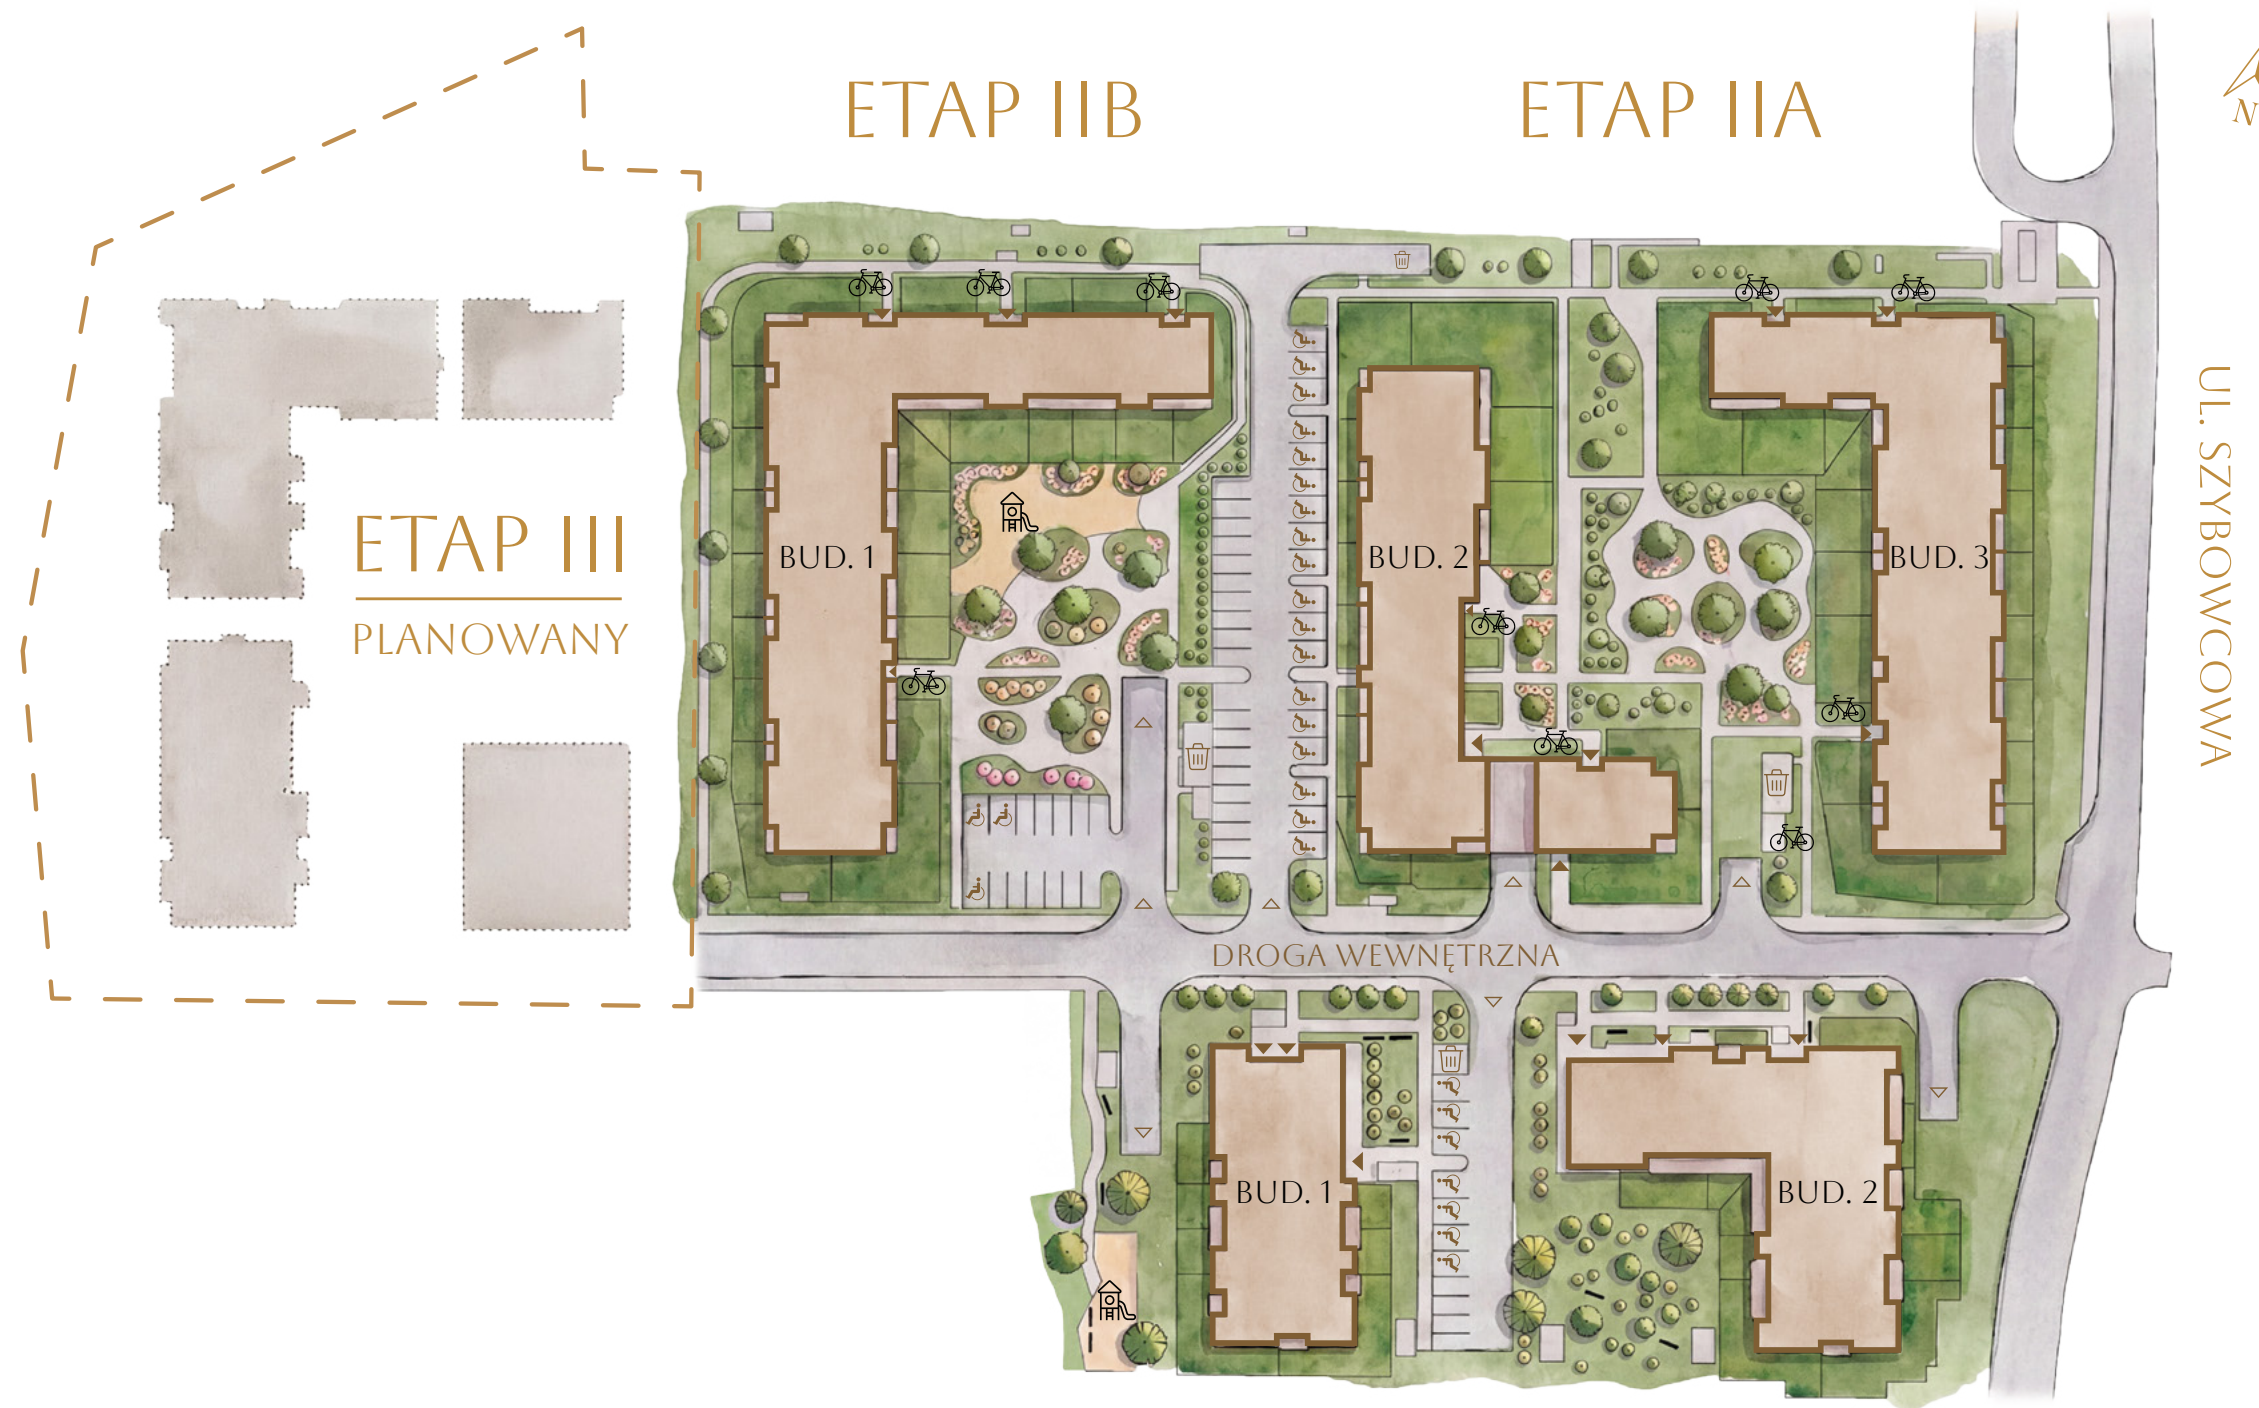 ETAP IIB
ETAP IIA
N
UL. SZYBOWCOWA
ETAP III
PLANOWANY
BUD. 1
BUD. 2
BUD. 3
DROGA WEWNĘTRZNA
BUD. 1
BUD. 2